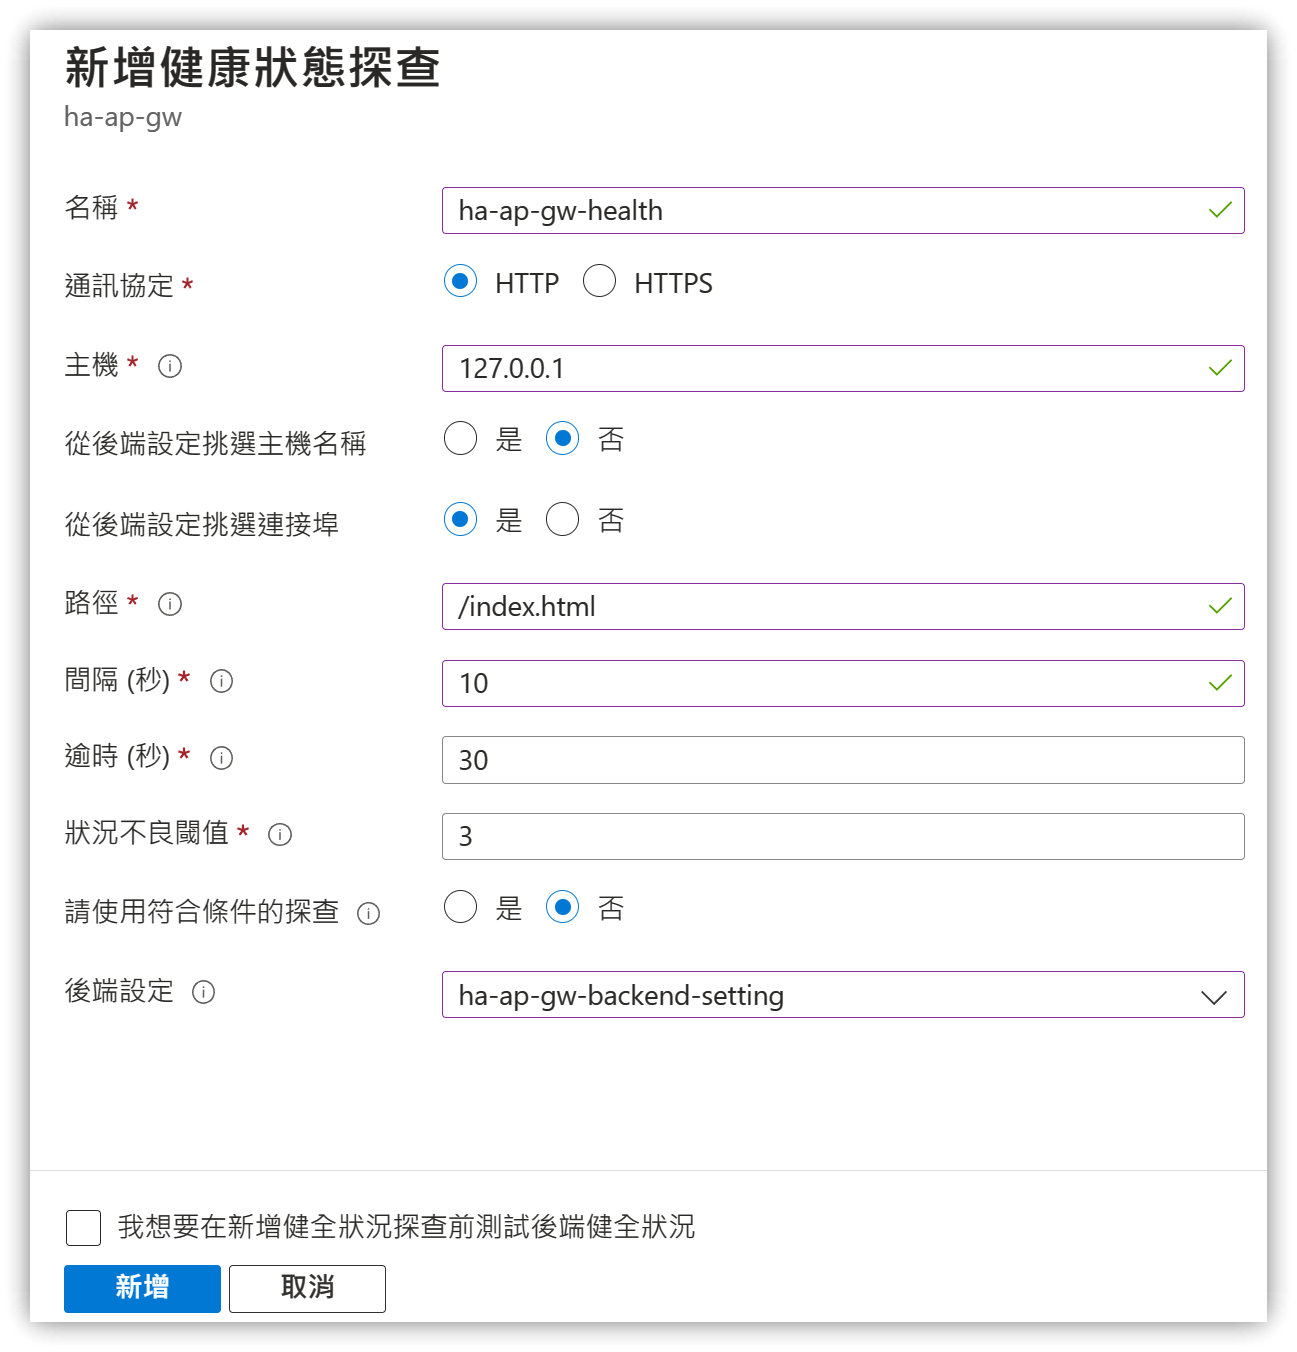 新增健康狀態探查
ha-ap-gw
名稱 *
ha-ap-gw-health
通訊協定 *
HTTP HTTPS
主機 *
127.0.0.1
從後端設定挑選主機名稱
是 否
從後端設定挑選連接埠
是 否
路徑 *
/index.html
間隔 (秒) *
10
逾時 (秒) *
30
狀況不良閾值 *
3
請使用符合條件的探查
是 否
後端設定
ha-ap-gw-backend-setting
我想要在新增健全狀況探查前測試後端健全狀況
新增 取消